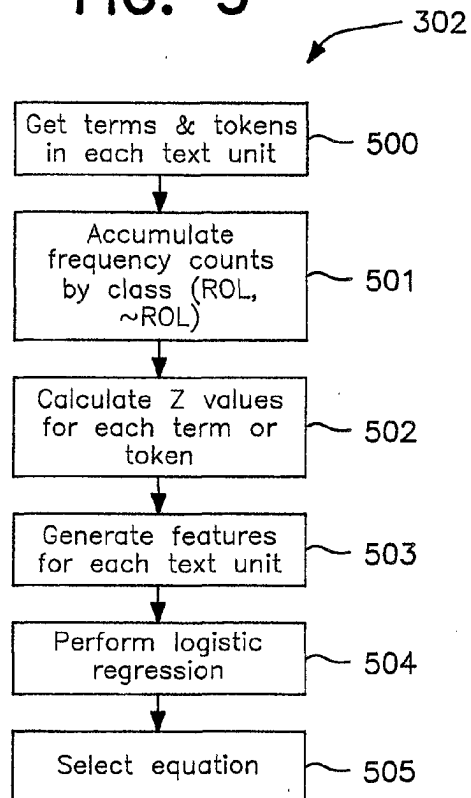 FIG. 5
302
Get terms & tokens
in each text unit
500
Accumulate
frequency counts
by class (ROL,
~ROL)
501
Calculate Z values
for each term or
token
502
Generate features
for each text unit
503
Perform logistic
regression
504
Select equation
505